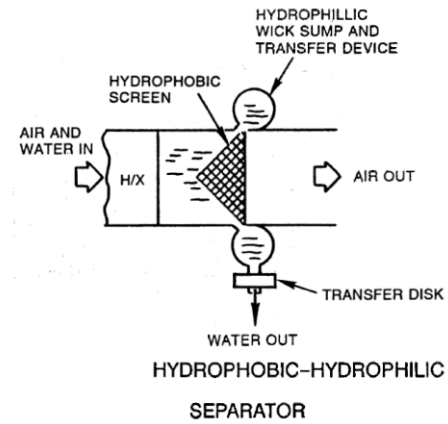 HYDROPHILLIC
WICK SUMP AND
TRANSFER DEVICE
HYDROPHOBIC
SCREEN
AIR AND
WATER IN
H/X
AIR OUT
TRANSFER DISK
WATER OUT
HYDROPHOBIC–HYDROPHILIC
SEPARATOR